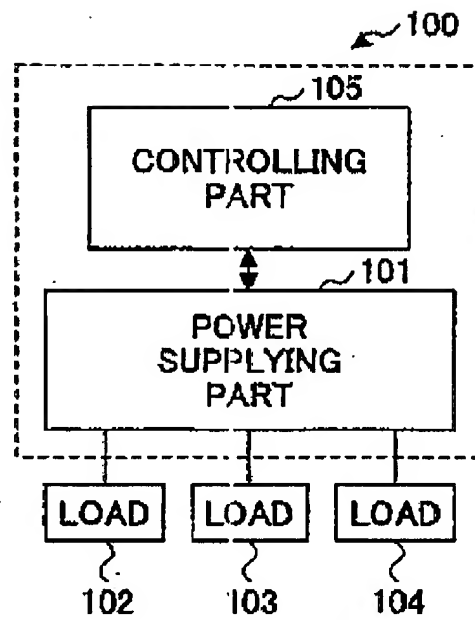 100
105
CONTROLLING
PART
101
POWER
SUPPLYING
PART
LOAD LOAD LOAD
102 103 104